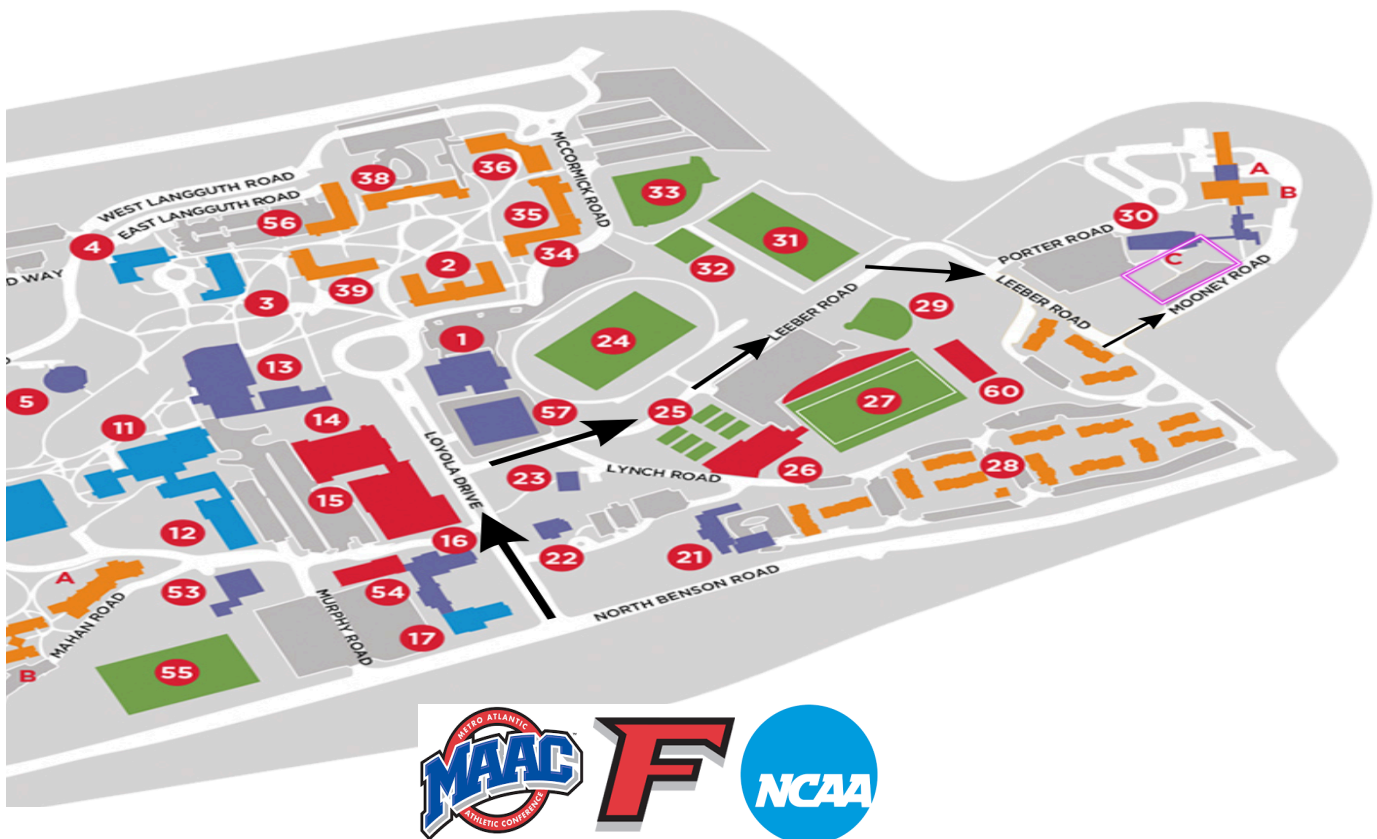 WEST LANGGUTH ROAD
EAST LANGGUTH ROAD
MCCORMICK ROAD
36
38
35
33
56
4
2
34
31
32
30
A
B
PORTER ROAD
C
D WAY
3
39
LEEBER ROAD
LEEBER ROAD
MOONEY ROAD
29
1
24
13
5
14
57
25
27
60
11
LOYOLA DRIVE
LYNCH ROAD
26
28
23
15
12
16
22
21
A
53
54
MAHAN ROAD
MURPHY ROAD
17
NORTH BENSON ROAD
B
55
METRO ATLANTIC
MAAC
ATHLETIC CONFERENCE
F
NCAA